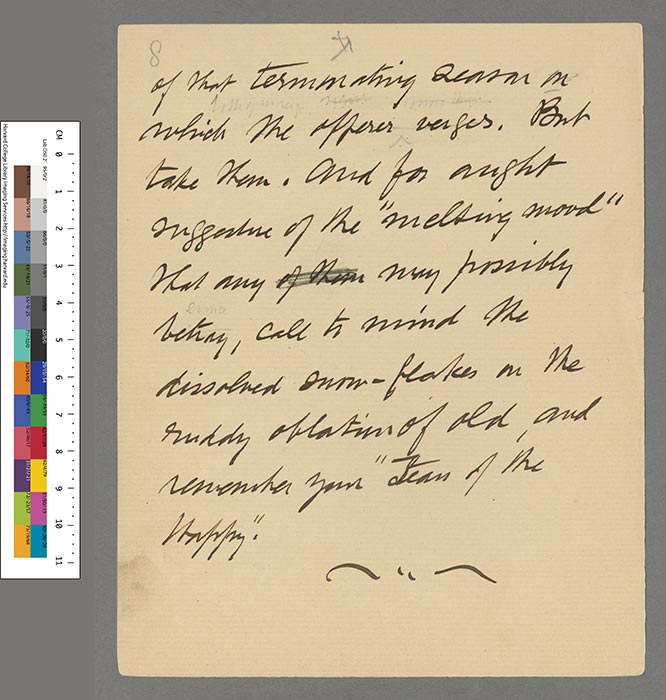 8
x
of that terminating season on
which the offerer verges. But
take them. And for aught
suggestive of the "melting mood"
that any of them may possibly
betray, call to mind the
dissolved snow-flakes on the
ruddy oblation of old, and
remember your "Tears of the
Happy".
Harvard College Library Imaging Services http://imaging.harvard.edu
CM 0 1 2 3 4 5 6 7 8 9 10 11